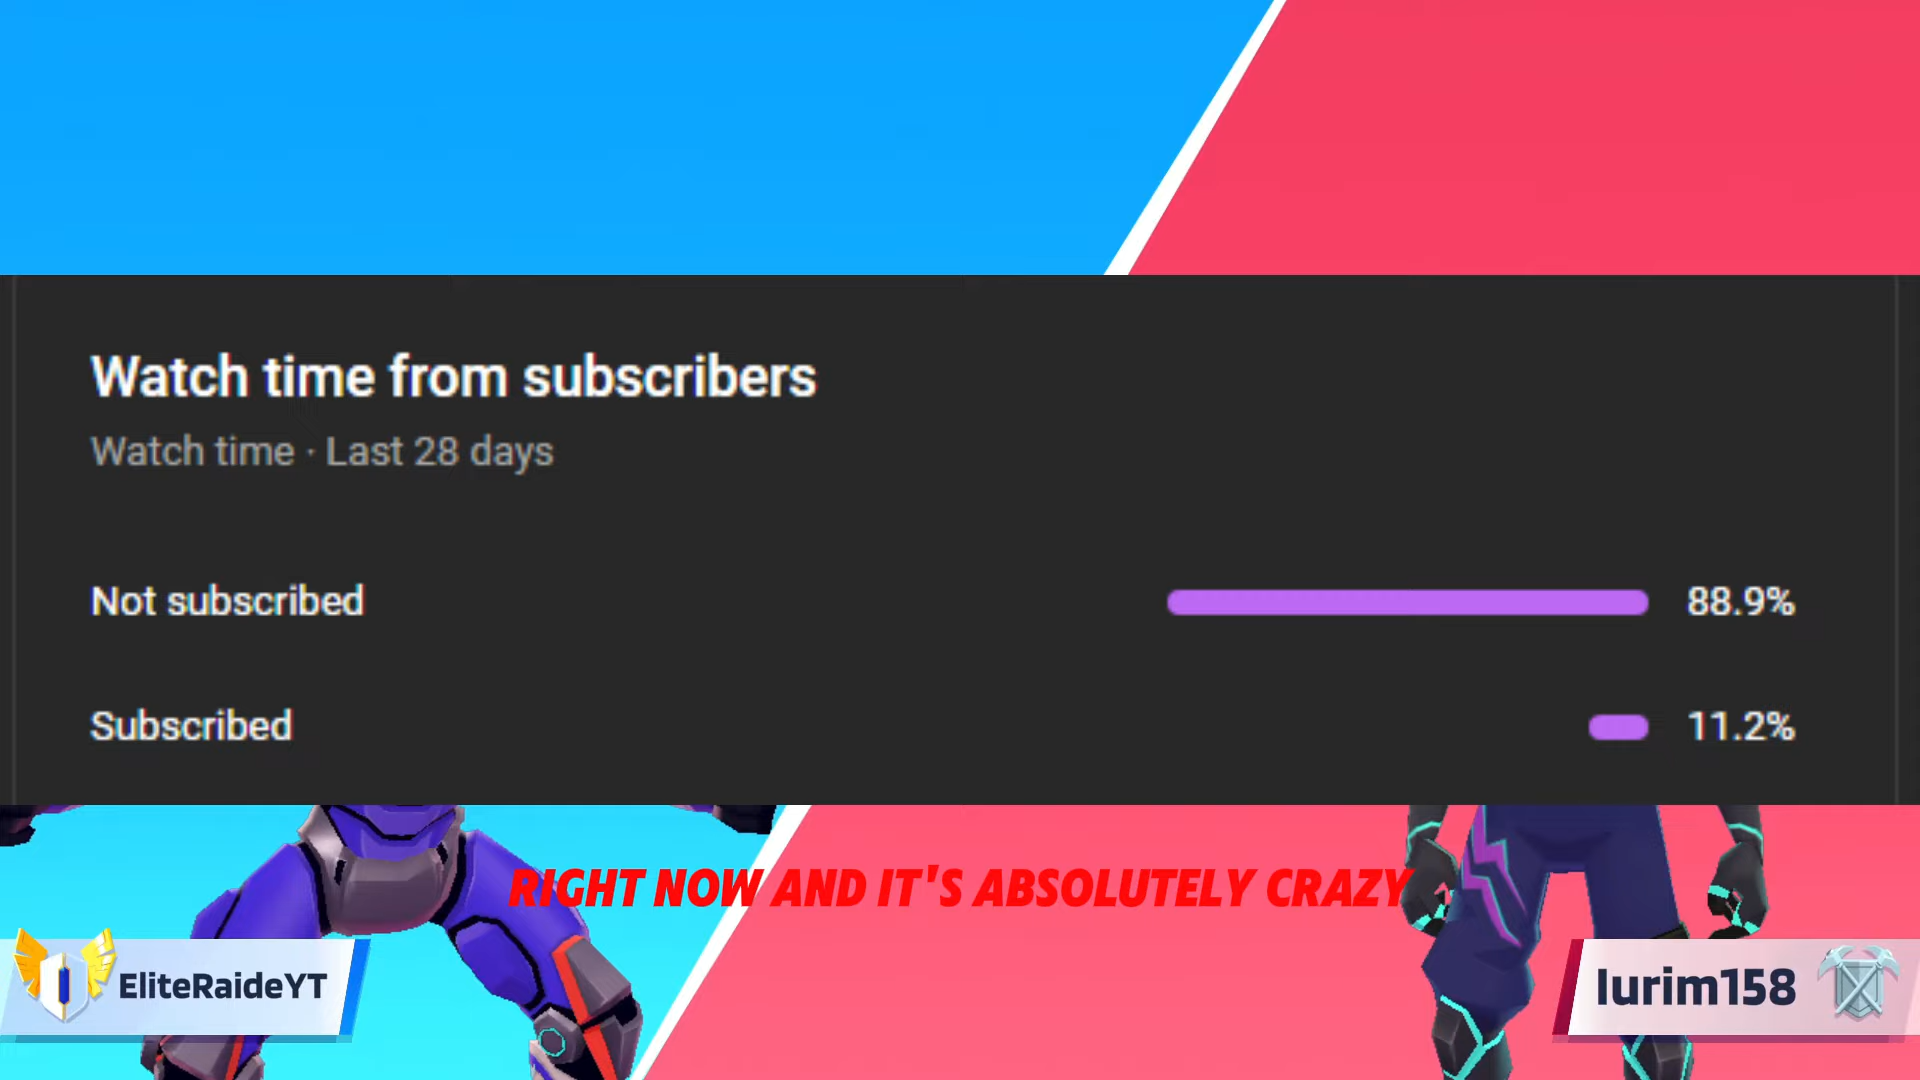 Watch time from subscribers
Watch time · Last 28 days
Not subscribed 88.9%
Subscribed 11.2%
RIGHT NOW AND IT'S ABSOLUTELY CRAZY
EliteRaideYT
lurim158